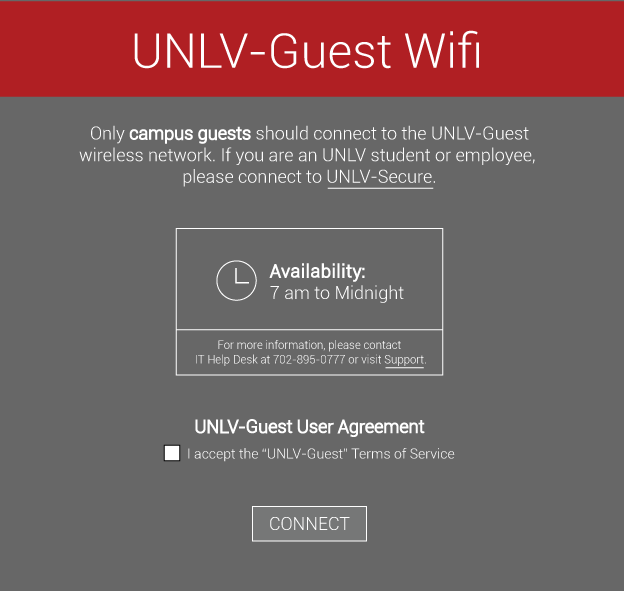 UNLV-Guest Wifi
Only campus guests should connect to the UNLV-Guest
wireless network. If you are an UNLV student or employee,
please connect to UNLV-Secure.
Availability:
7 am to Midnight
For more information, please contact
IT Help Desk at 702-895-0777 or visit Support.
UNLV-Guest User Agreement
I accept the "UNLV-Guest" Terms of Service
CONNECT